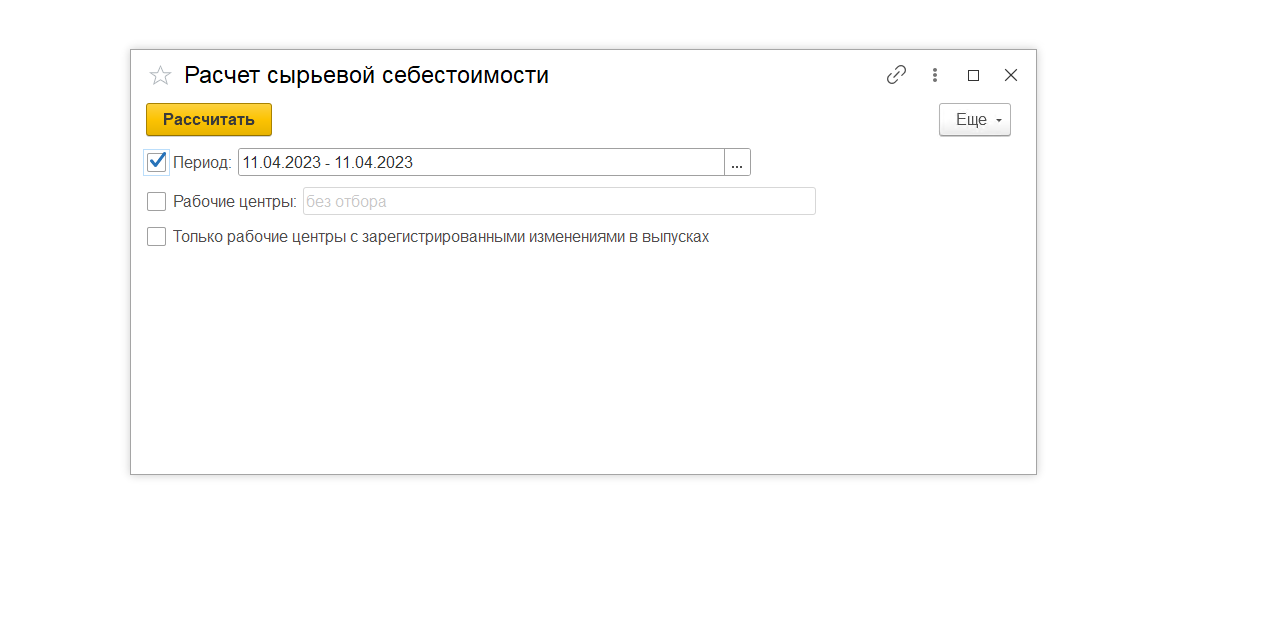 Расчет сырьевой себестоимости
Рассчитать
Еще
Период: 11.04.2023 - 11.04.2023 ...
Рабочие центры: без отбора
Только рабочие центры с зарегистрированными изменениями в выпусках